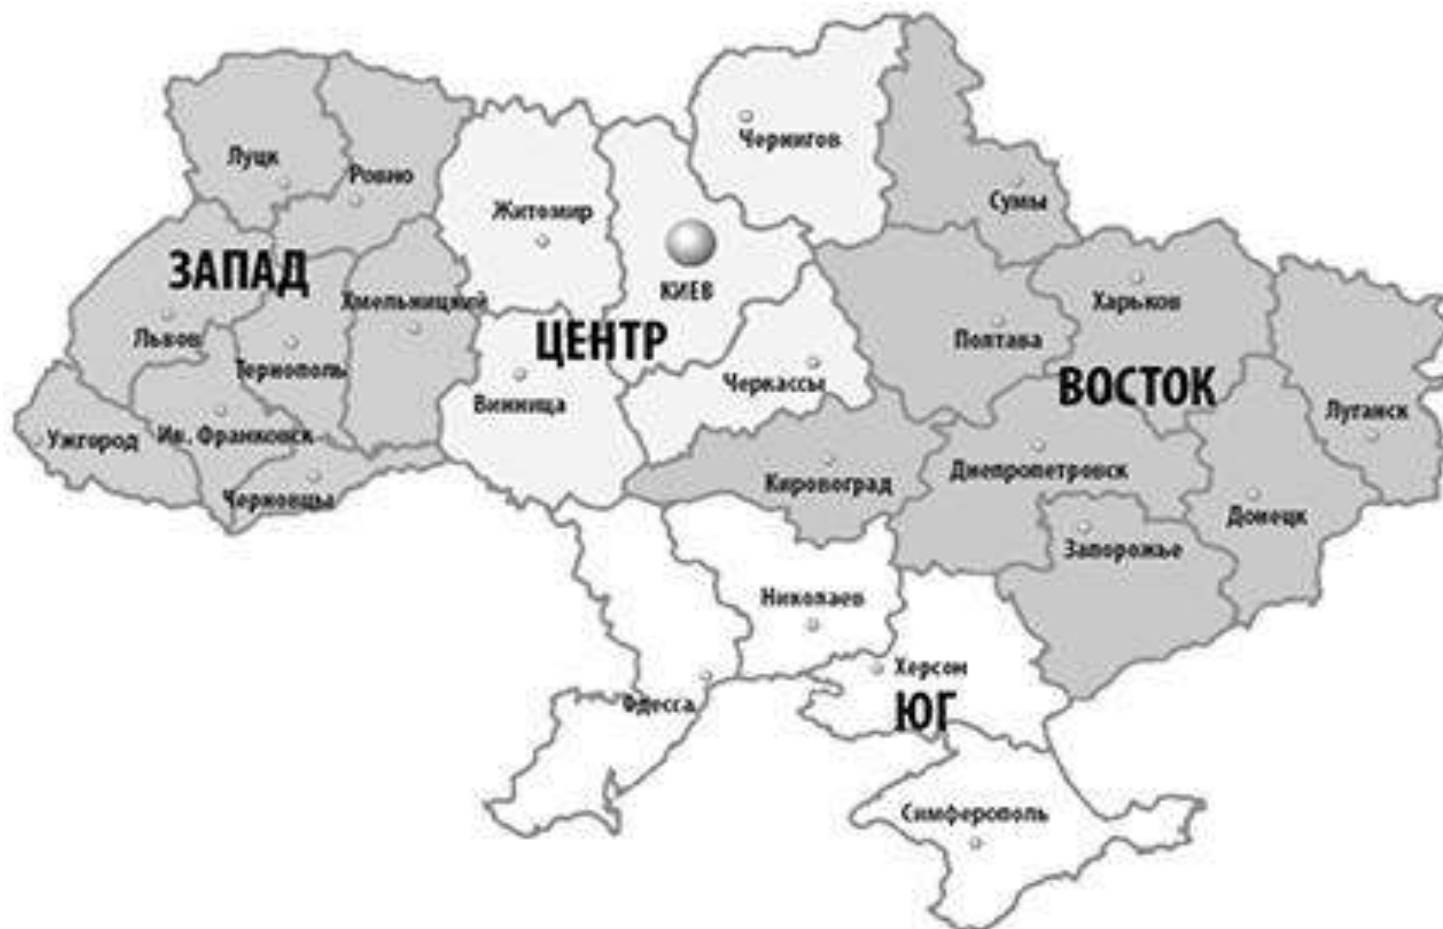 Чернигов
Луцк
Ровно
Сумы
Житомир
ЗАПАД
КИЕВ
Хмельницкий
Харьков
Львов
ЦЕНТР
Полтава
Тернополь
Черкассы
ВОСТОК
Винница
Луганск
Ужгород
Ив. Франковск
Днепропетровск
Кировоград
Черновцы
Донецк
Запорожье
Николаев
Херсон
Одесса
ЮГ
Симферополь